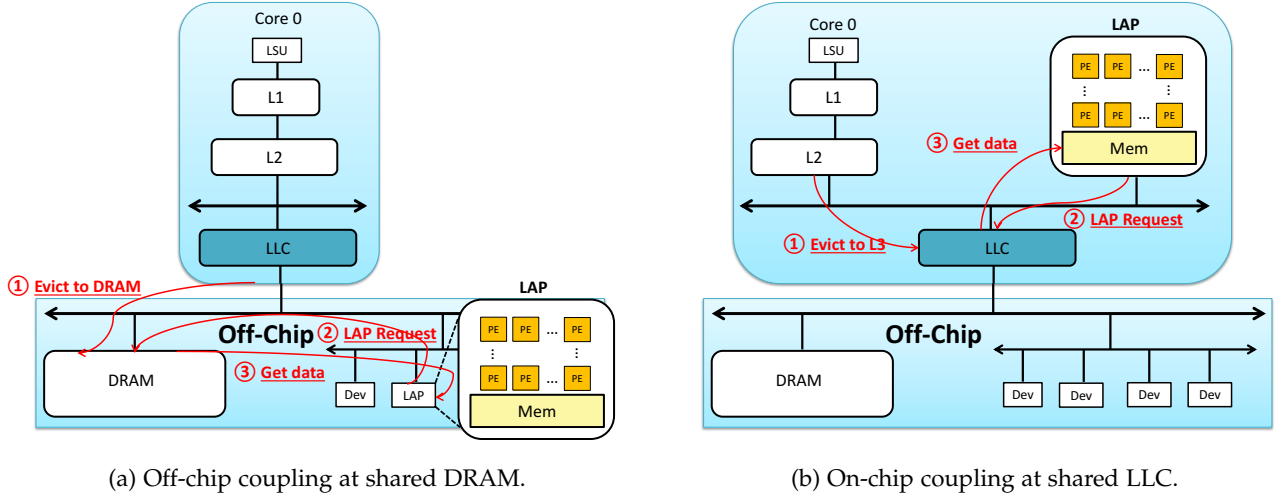 Core 0
LSU
L1
L2
LLC
① Evict to DRAM
LAP
Off-Chip
② LAP Request
③ Get data
DRAM
Dev
LAP
PE PE ... PE
⋮ ⋮
PE PE ... PE
Mem
(a) Off-chip coupling at shared DRAM.
Core 0
LSU
L1
L2
LAP
PE PE ... PE
⋮ ⋮
PE PE ... PE
Mem
③ Get data
② LAP Request
① Evict to L3
LLC
Off-Chip
DRAM
Dev Dev Dev Dev
(b) On-chip coupling at shared LLC.